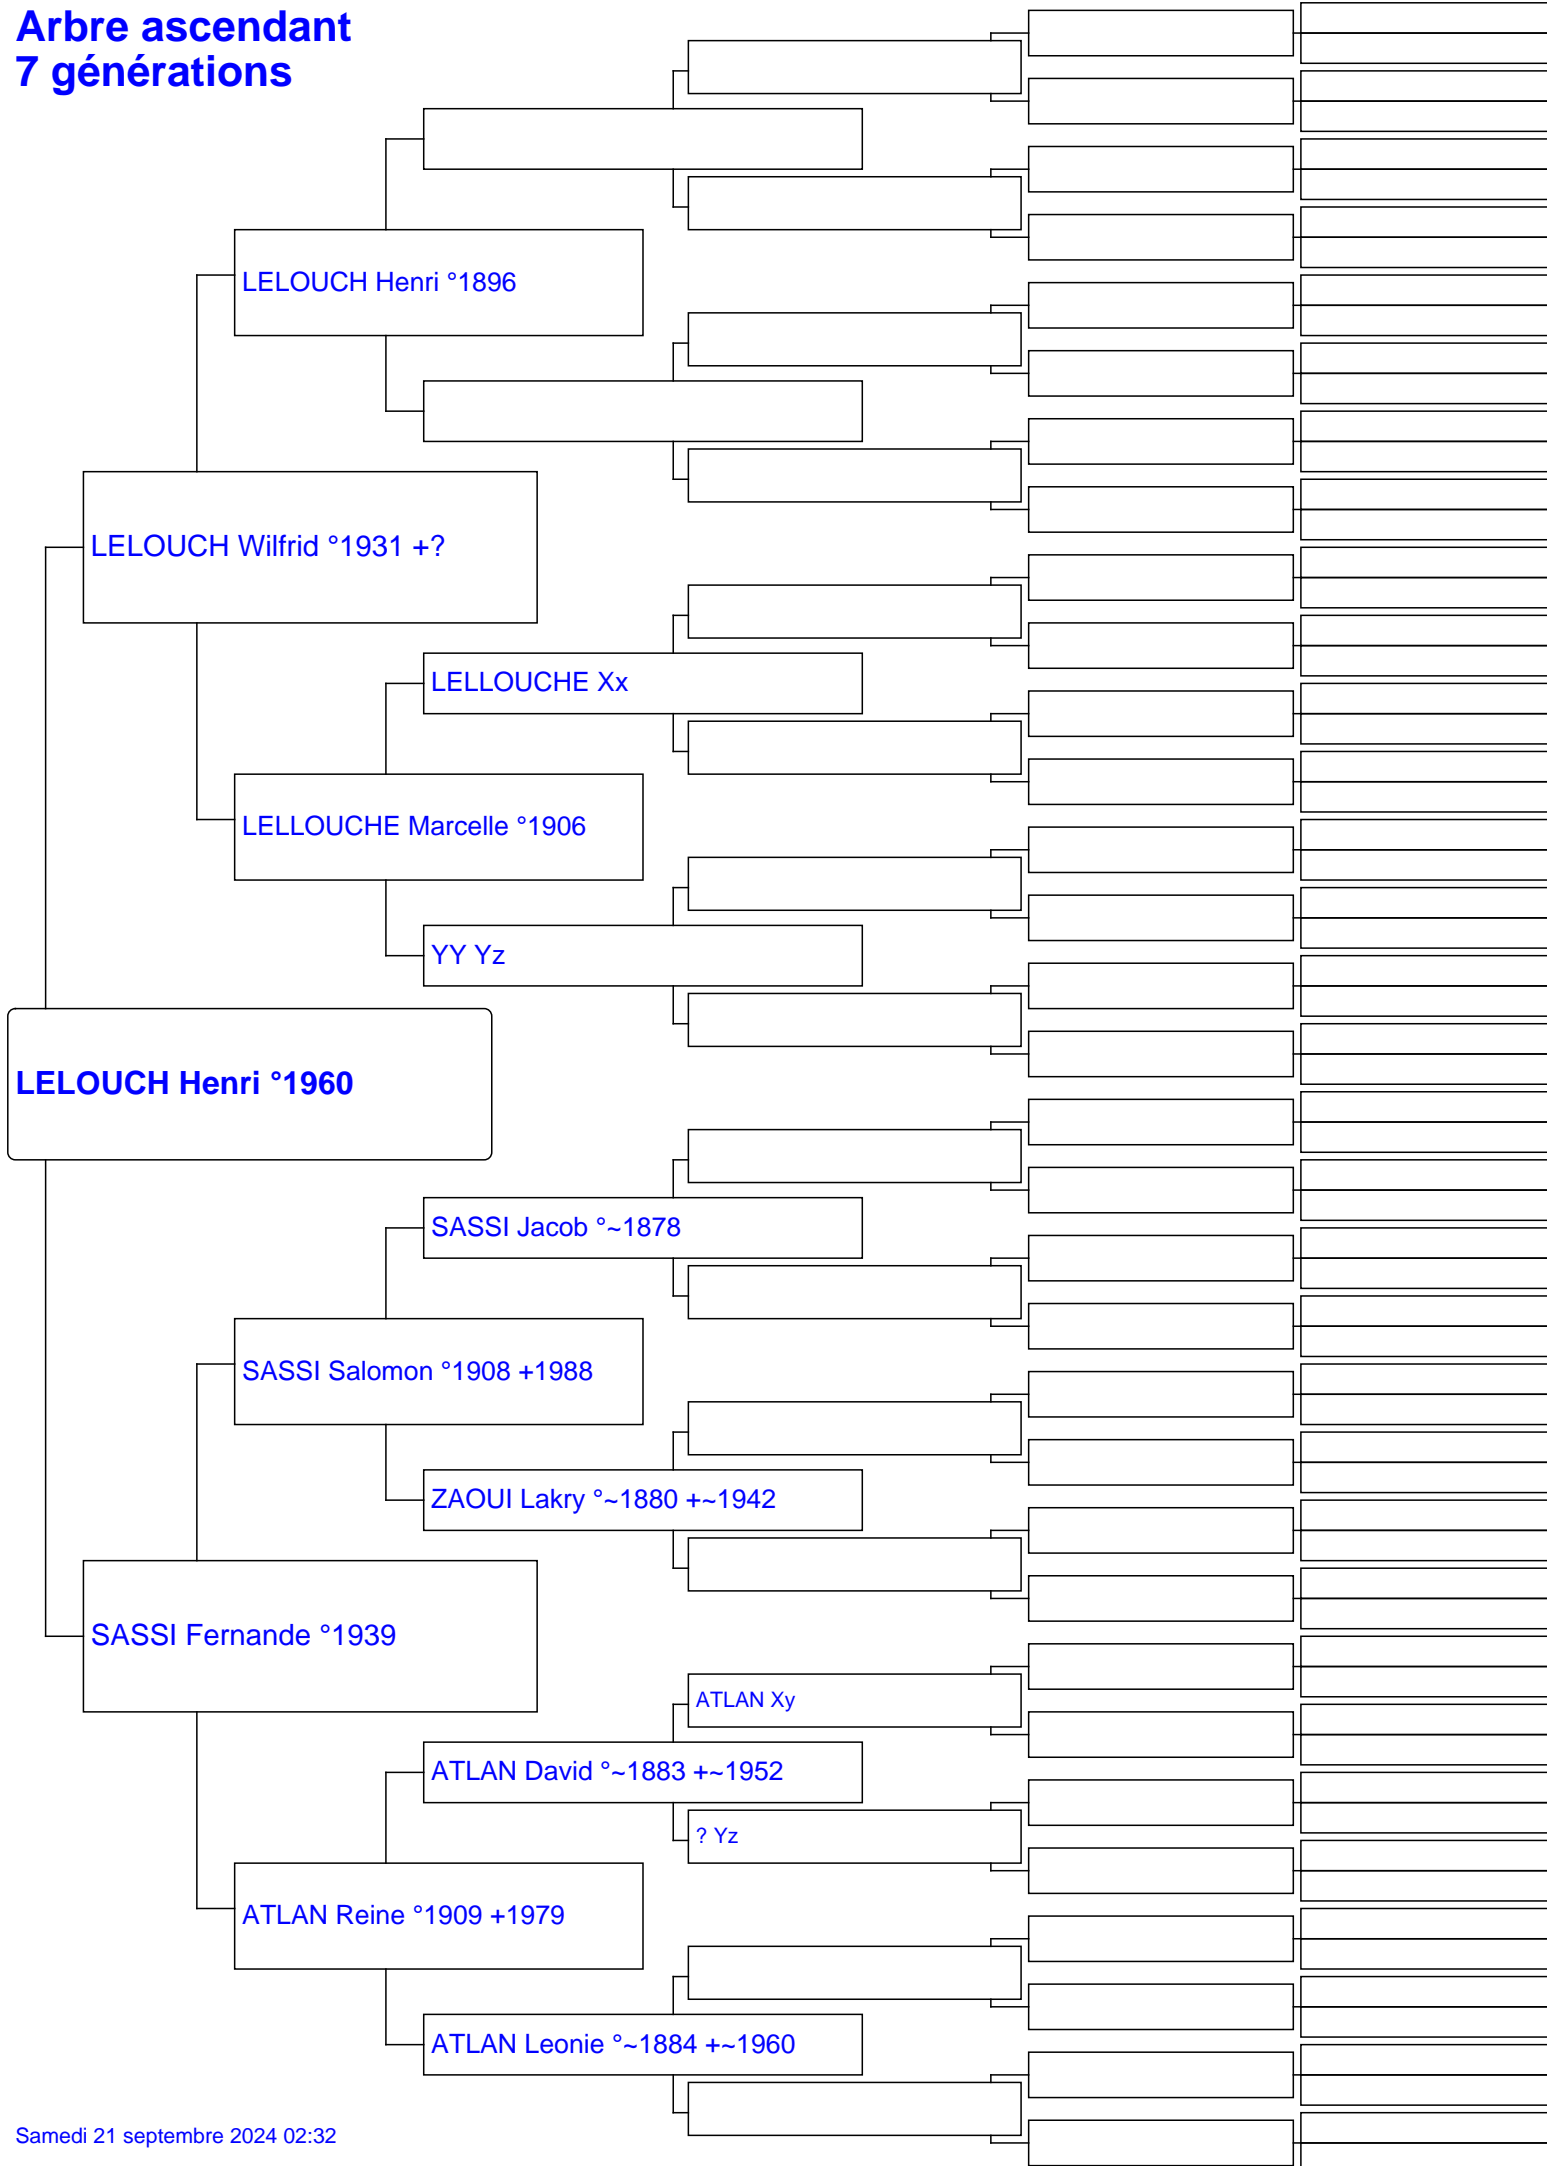 Arbre ascendant
7 générations
LELOUCH Henri °1896
LELOUCH Wilfrid °1931 +?
LELLOUCHE Xx
LELLOUCHE Marcelle °1906
YY Yz
LELOUCH Henri °1960
SASSI Jacob °~1878
SASSI Salomon °1908 +1988
ZAOUI Lakry °~1880 +~1942
SASSI Fernande °1939
ATLAN Xy
ATLAN David °~1883 +~1952
? Yz
ATLAN Reine °1909 +1979
ATLAN Leonie °~1884 +~1960
Samedi 21 septembre 2024 02:32